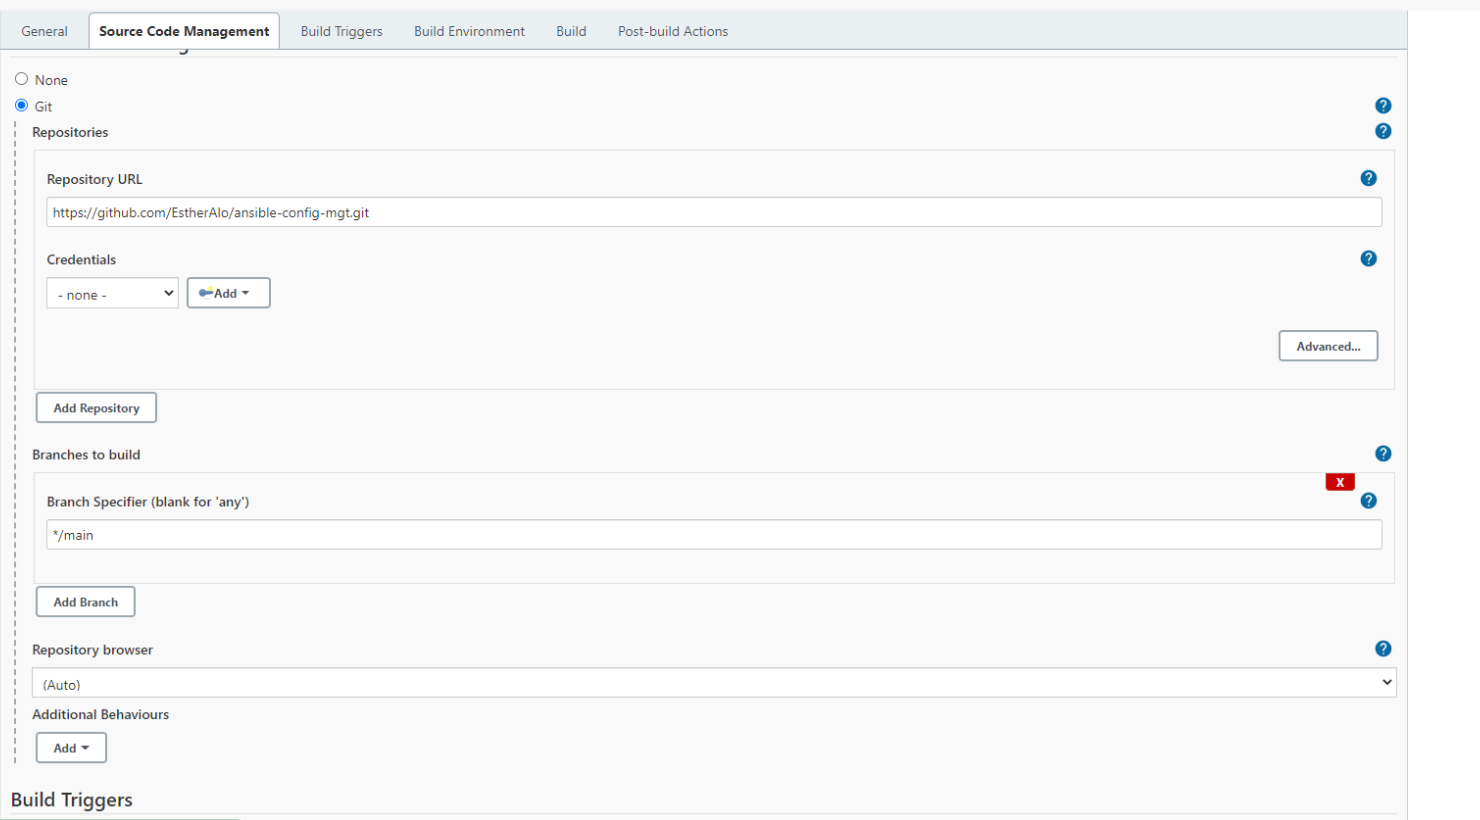 General Source Code Management Build Triggers Build Environment Build Post-build Actions
None
Git
?
Repositories
?
Repository URL
?
https://github.com/EstherAlo/ansible-config-mgt.git
Credentials
?
- none - Add
Advanced...
Add Repository
Branches to build
?
X
Branch Specifier (blank for 'any')
?
*/main
Add Branch
Repository browser
?
(Auto)
Additional Behaviours
Add
Build Triggers